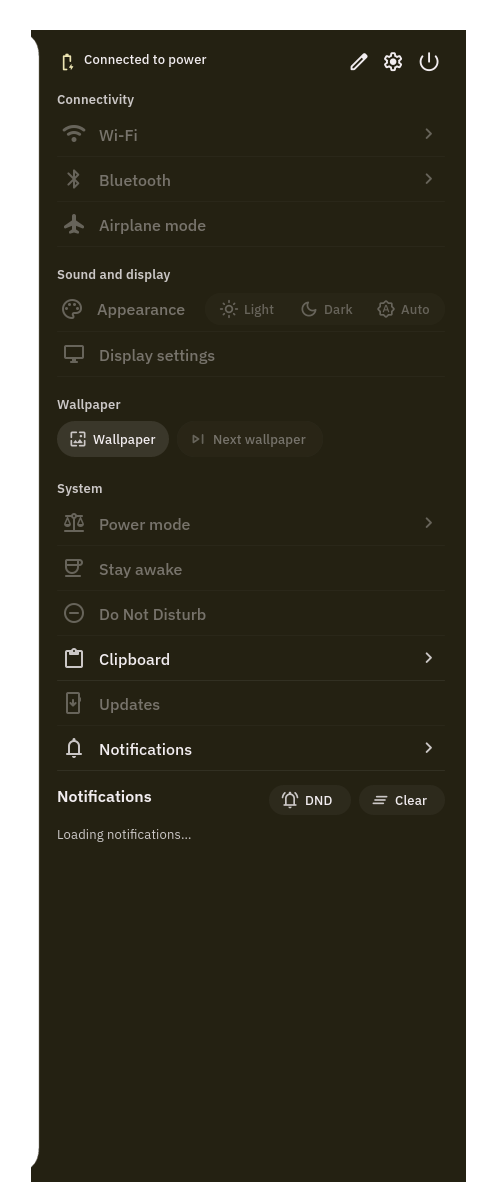 Connected to power
Connectivity
Wi-Fi
Bluetooth
Airplane mode
Sound and display
Appearance Light Dark Auto
Display settings
Wallpaper
Wallpaper Next wallpaper
System
Power mode
Stay awake
Do Not Disturb
Clipboard
Updates
Notifications
Notifications DND Clear
Loading notifications...